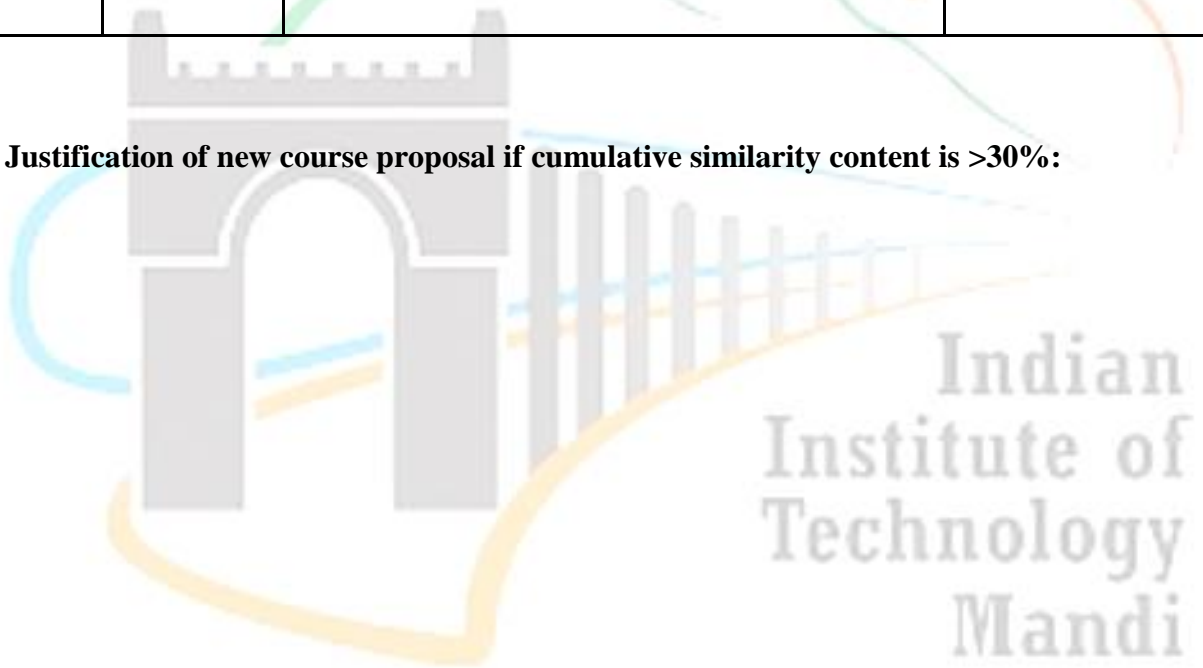 Justification of new course proposal if cumulative similarity content is >30%:
Indian
Institute of
Technology
Mandi